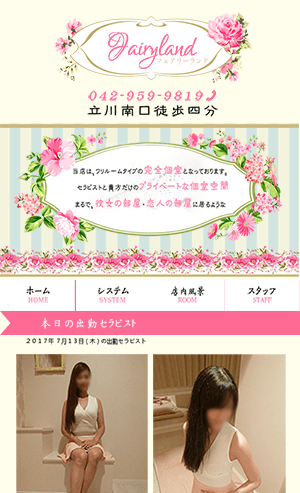 Fairyland
フェアリーランド
042-959-9819
立川南口徒歩四分
当店は、ワンルームタイプの完全個室となっております。
セラピストと貴方だけのプライベートな個室空間
まるで、彼女の部屋・恋人の部屋に居るような
ホーム システム 店内風景 スタッフ
HOME SYSTEM ROOM STAFF
本日の出勤セラピスト
2017年7月13日(木)の出勤セラピスト